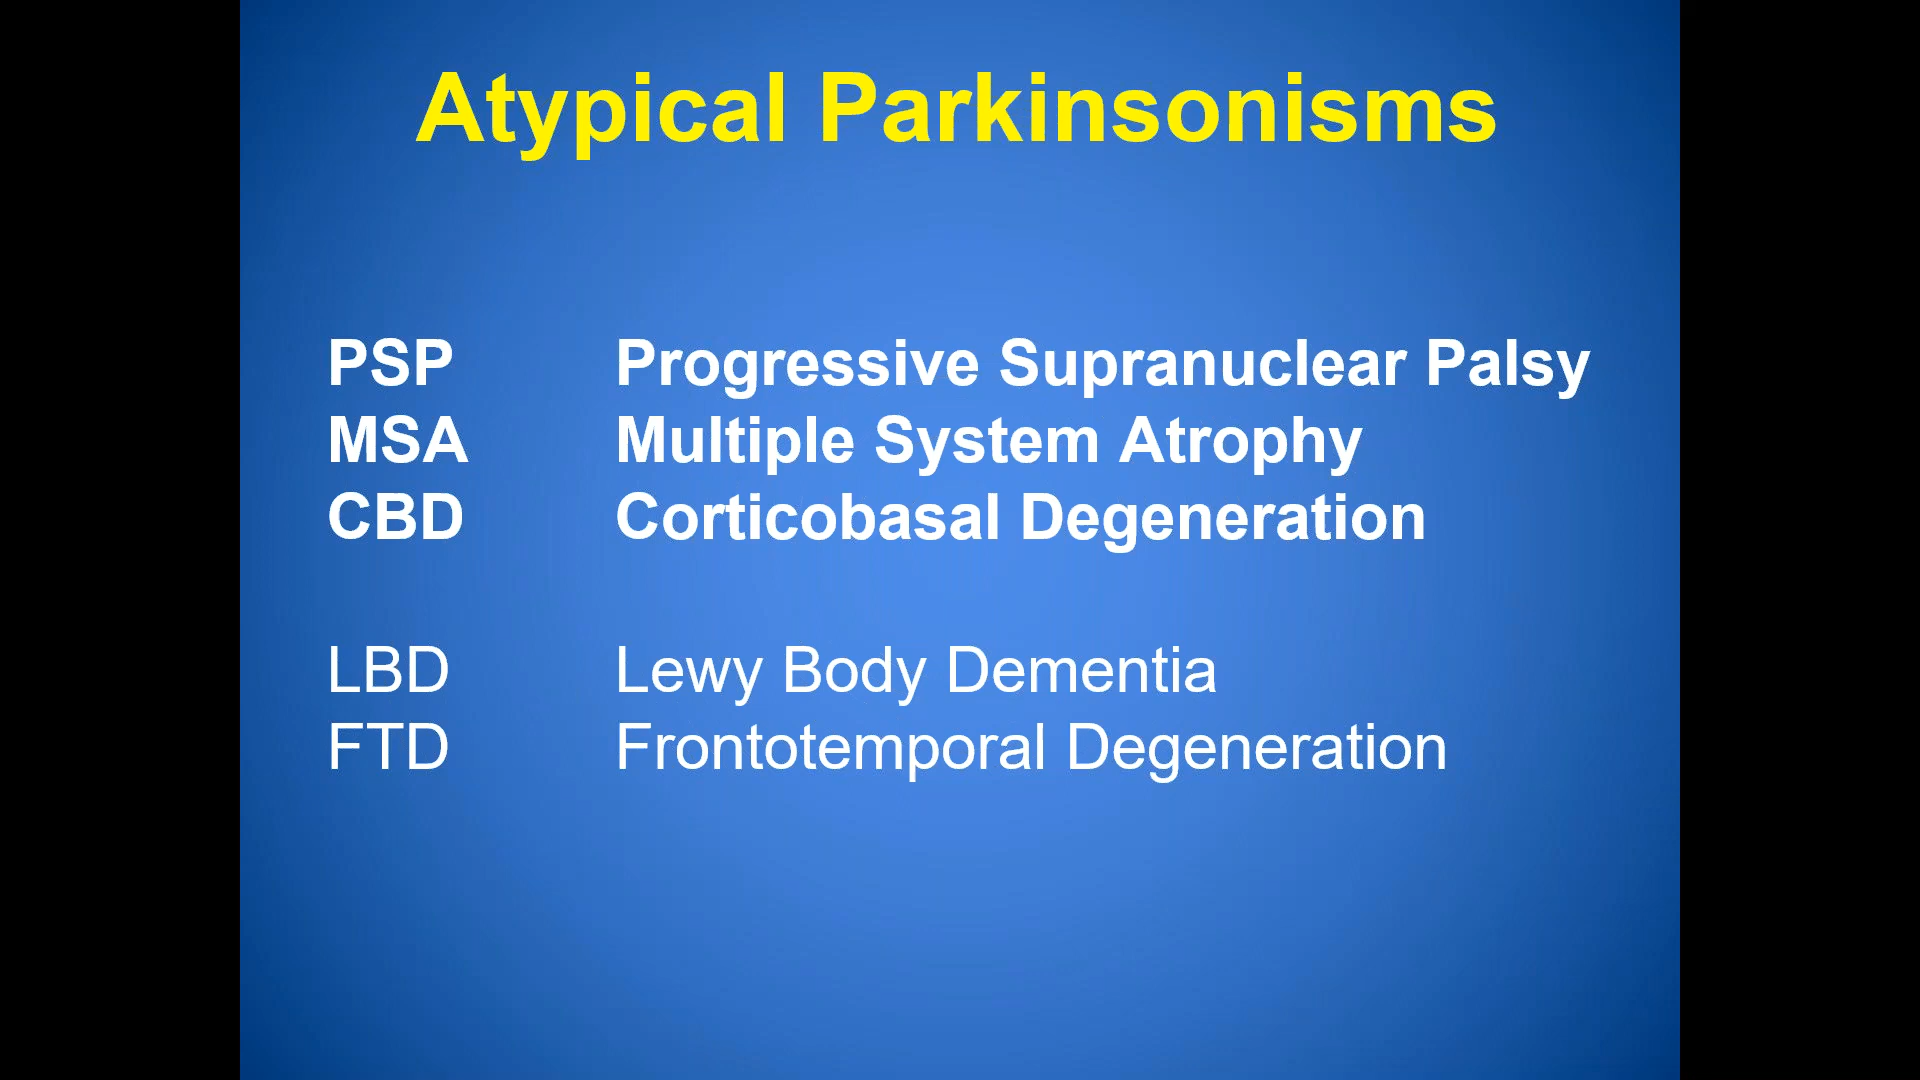 Atypical Parkinsonisms
PSP Progressive Supranuclear Palsy
MSA Multiple System Atrophy
CBD Corticobasal Degeneration
LBD Lewy Body Dementia
FTD Frontotemporal Degeneration